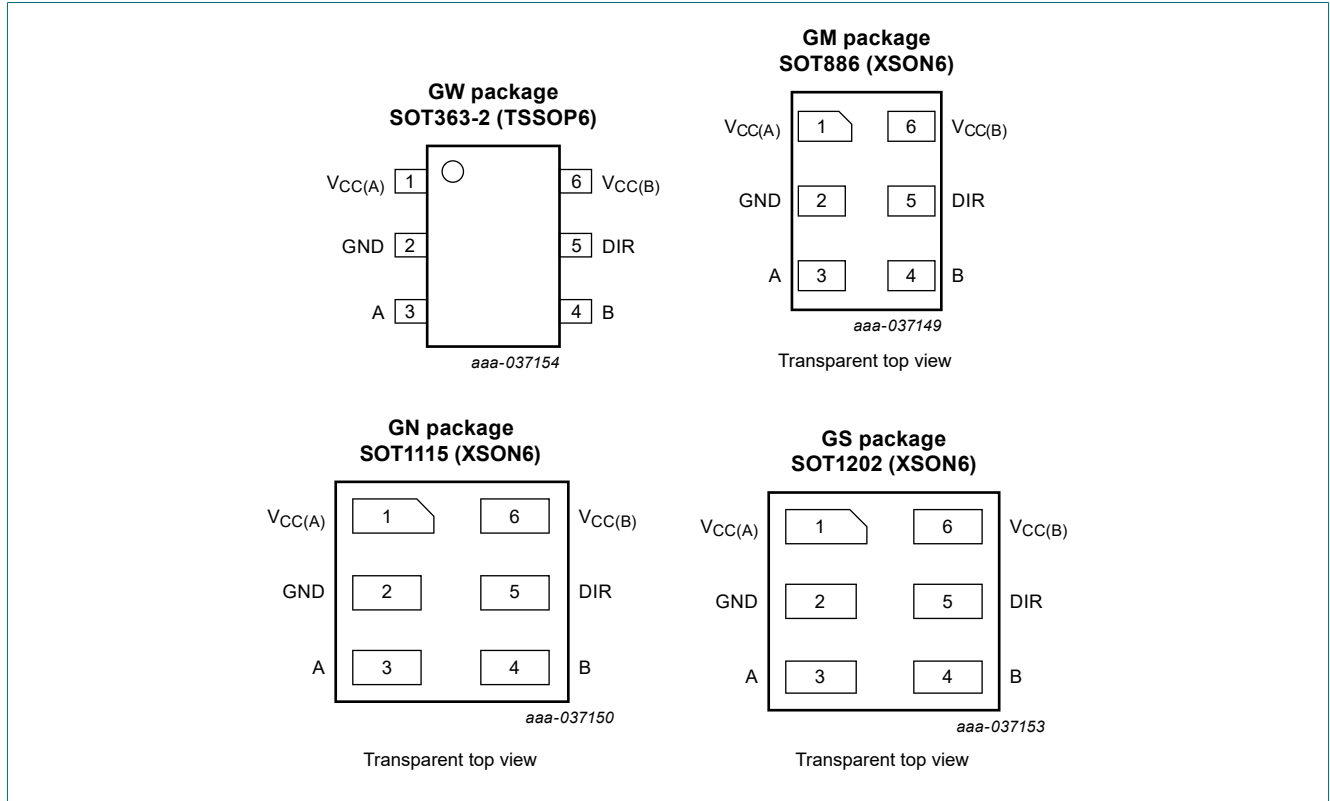 GW package
SOT363-2 (TSSOP6)
VCC(A) 1 6 VCC(B)
GND 2 5 DIR
A 3 4 B
aaa-037154
GM package
SOT886 (XSON6)
VCC(A) 1 6 VCC(B)
GND 2 5 DIR
A 3 4 B
aaa-037149
Transparent top view
GN package
SOT1115 (XSON6)
VCC(A) 1 6 VCC(B)
GND 2 5 DIR
A 3 4 B
aaa-037150
Transparent top view
GS package
SOT1202 (XSON6)
VCC(A) 1 6 VCC(B)
GND 2 5 DIR
A 3 4 B
aaa-037153
Transparent top view